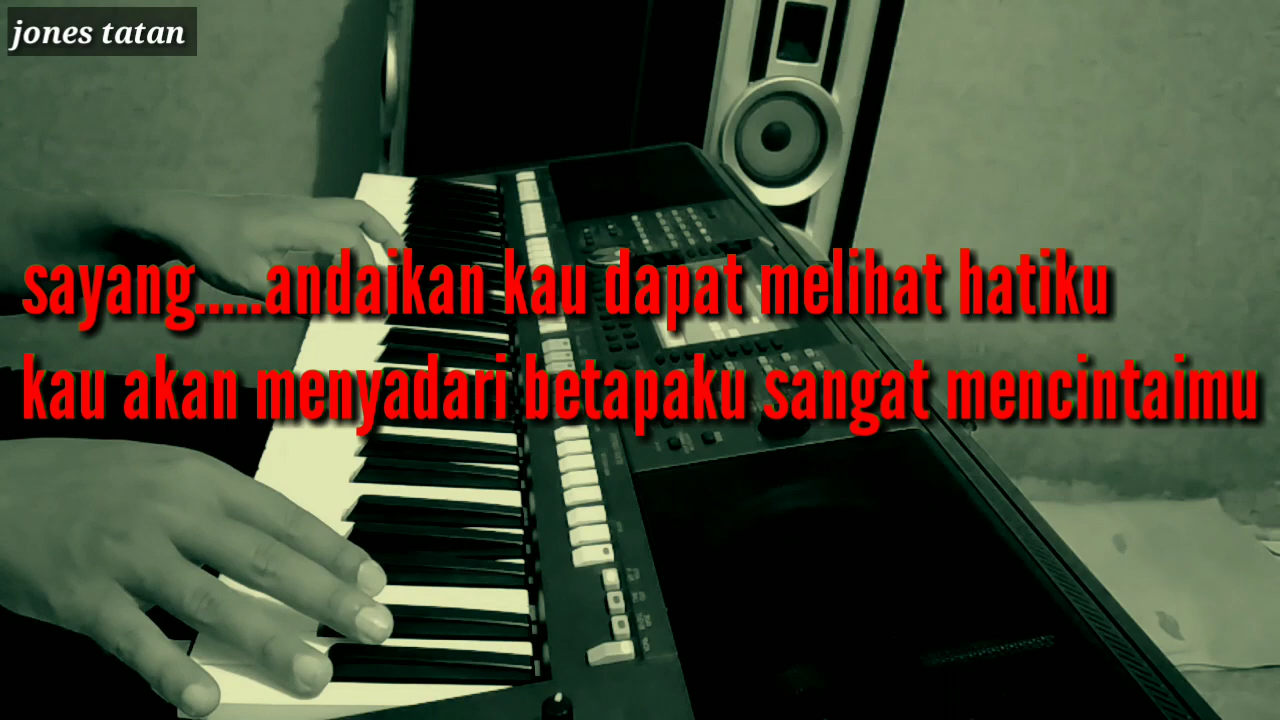 jones tatan
sayang.....andaikan kau dapat melihat hatiku
kau akan menyadari betapaku sangat mencintaimu